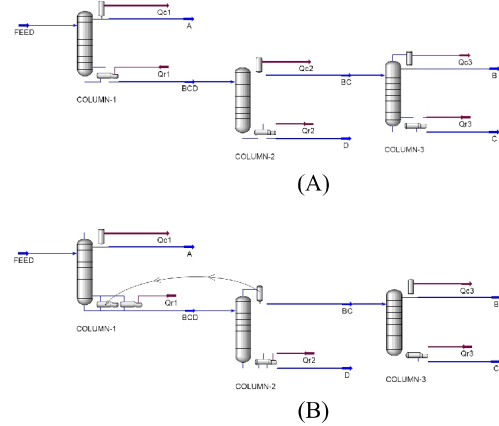 Qc1
FEED
A
Qr1
BCD
COLUMN-1
Qc2
BC
Qr2
D
COLUMN-2
Qc3
B
Qr3
C
COLUMN-3
(A)
Qc1
FEED
A
Qr1
BCD
COLUMN-1
BC
Qr2
D
COLUMN-2
Qc3
B
Qr3
C
COLUMN-3
(B)